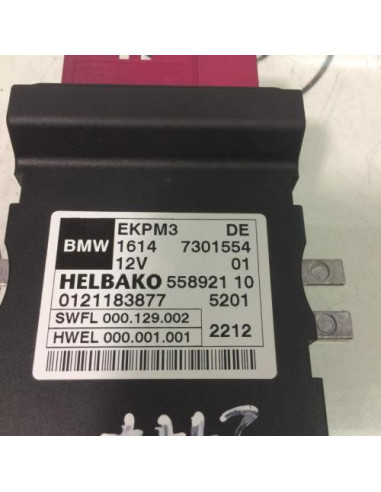 EKPM3 DE
BMW 1614 7301554
12V 01
HELBAKO 558921 10
0121183877 5201
SWFL 000.129.002
HWEL 000.001.001 2212